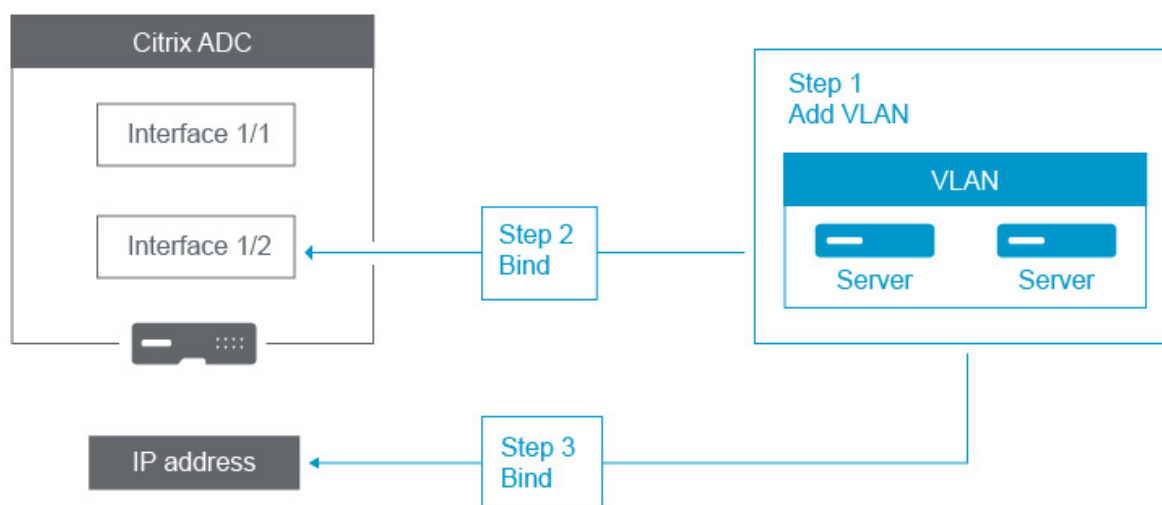 Citrix ADC
Interface 1/1
Interface 1/2
Step 1
Add VLAN
VLAN
Server
Server
Step 2
Bind
IP address
Step 3
Bind